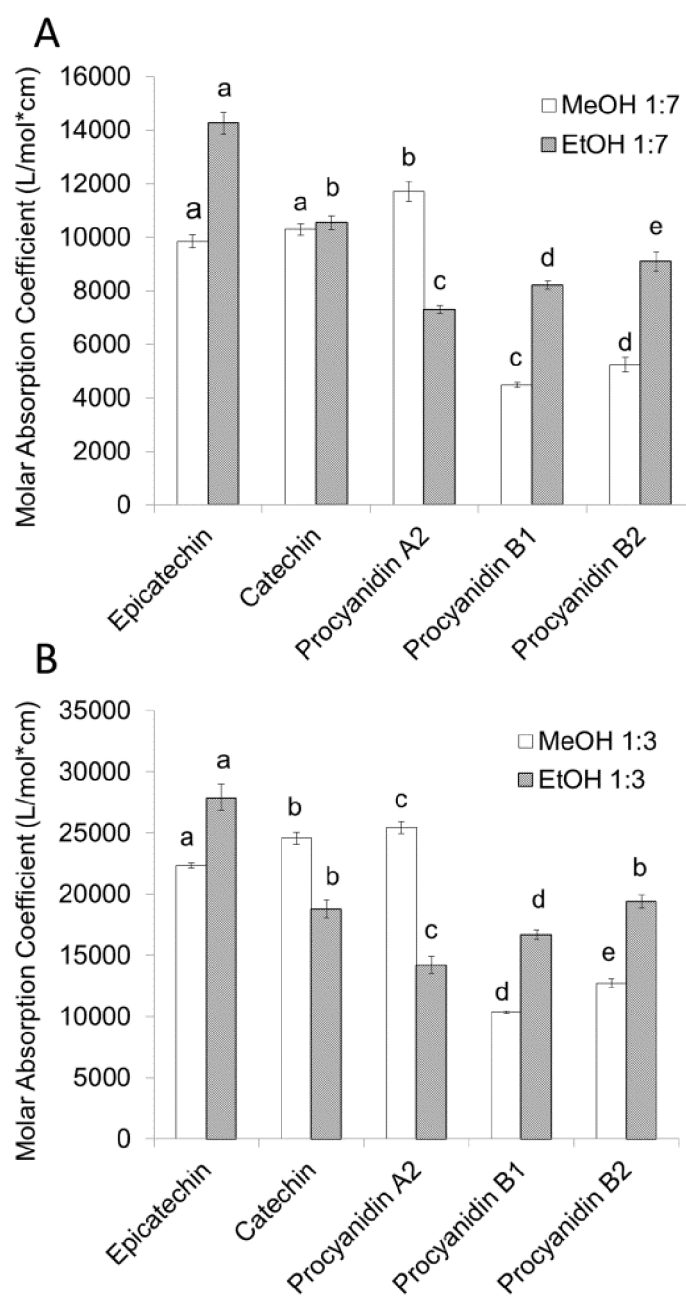 A
Molar Absorption Coefficient (L/mol*cm)
16000
14000
12000
10000
8000
6000
4000
2000
0
MeOH 1:7
EtOH 1:7
a
a
a
b
b
c
c
d
d
e
Epicatechin
Catechin
Procyanidin A2
Procyanidin B1
Procyanidin B2
B
Molar Absorption Coefficient (L/mol*cm)
35000
30000
25000
20000
15000
10000
5000
0
MeOH 1:3
EtOH 1:3
a
a
b
b
c
c
d
d
e
b
Epicatechin
Catechin
Procyanidin A2
Procyanidin B1
Procyanidin B2